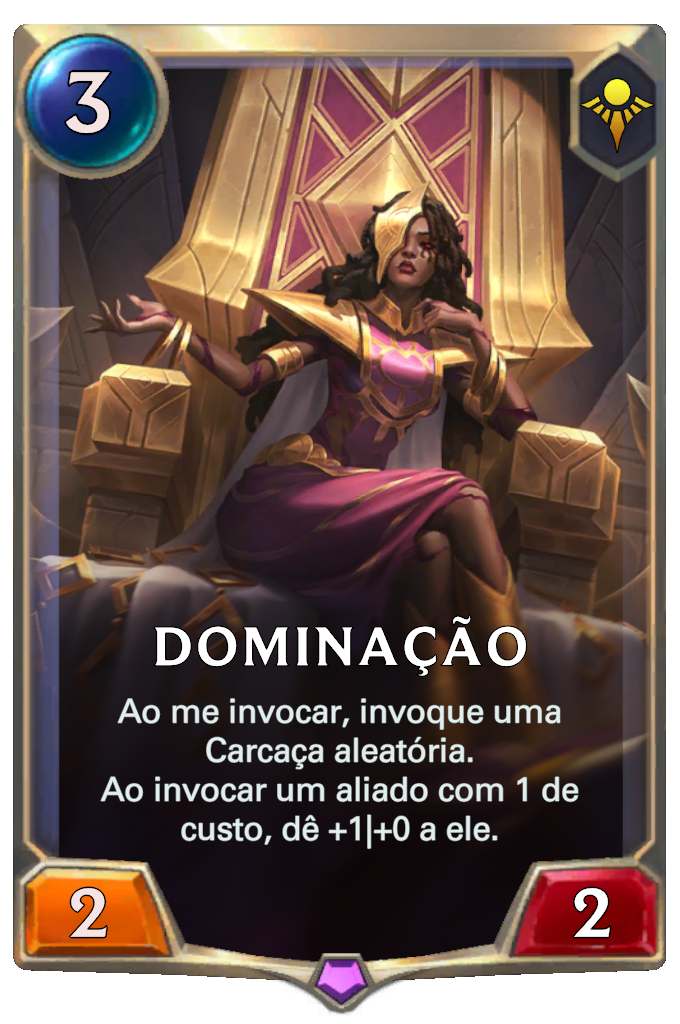 3
DOMINAÇÃO
Ao me invocar, invoque uma
Carcaça aleatória.
Ao invocar um aliado com 1 de
custo, dê +1|+0 a ele.
2
2